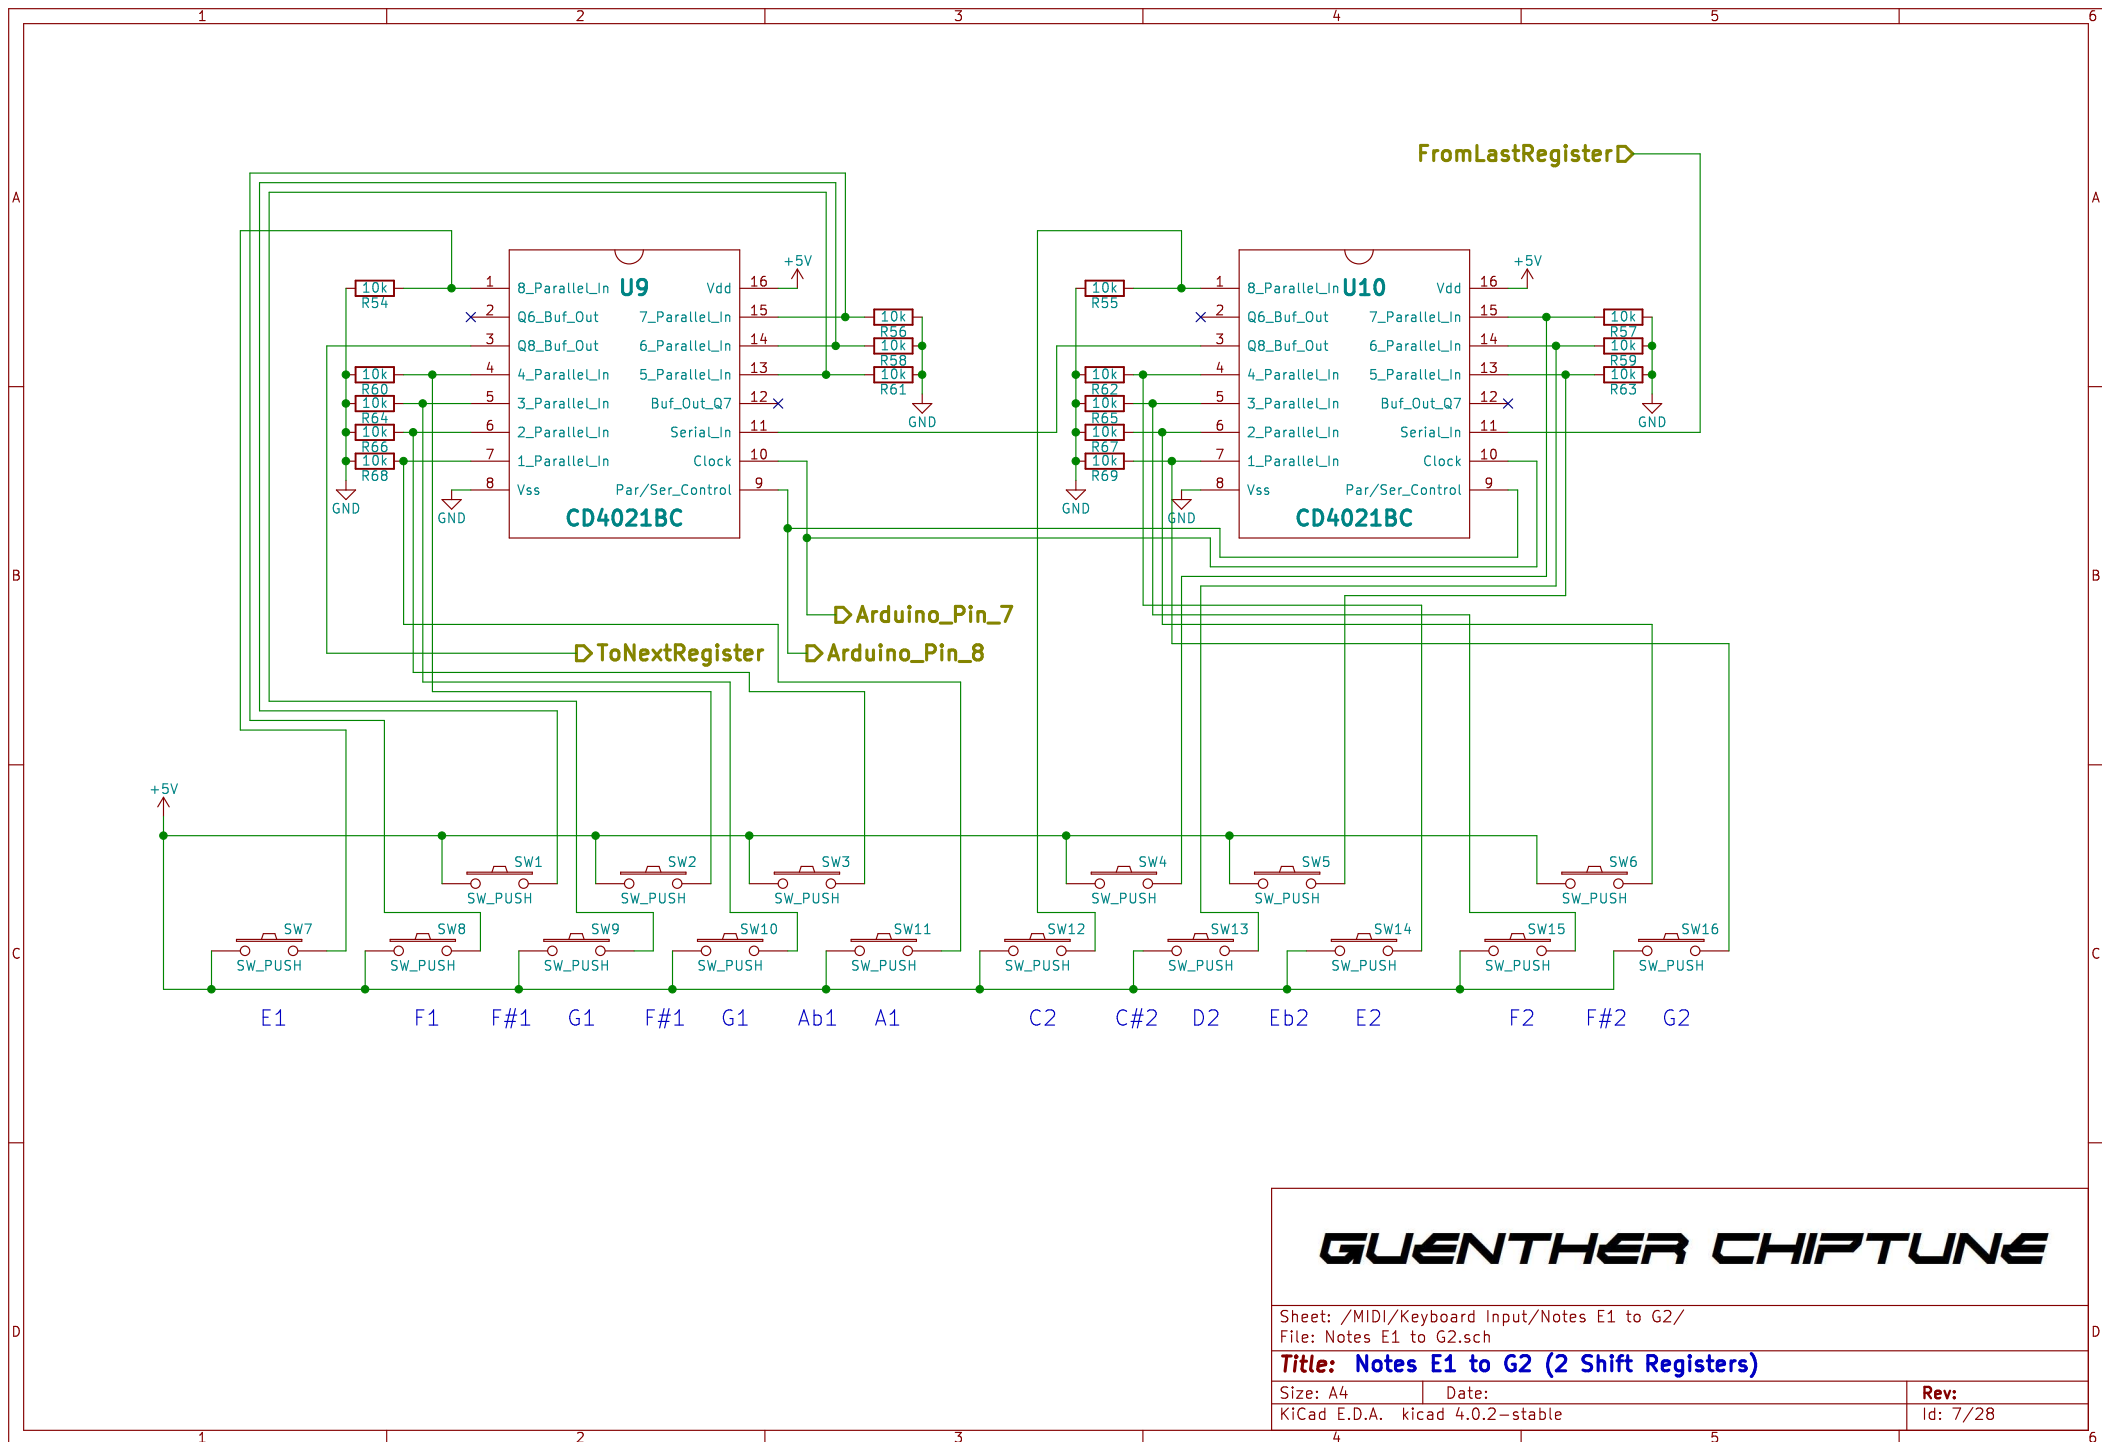 1 2 3 4 5 6
A A
B B
C C
D D
FromLastRegister
+5V +5V
U9
CD4021BC
1 8_Parallel_In Vdd 16
2 Q6_Buf_Out 7_Parallel_In 15
3 Q8_Buf_Out 6_Parallel_In 14
4 4_Parallel_In 5_Parallel_In 13
5 3_Parallel_In Buf_Out_Q7 12
6 2_Parallel_In Serial_In 11
7 1_Parallel_In Clock 10
8 Vss Par/Ser_Control 9
10k
R54
10k
R60
10k
R64
10k
R66
10k
R68
GND
GND
10k
R56
10k
R58
10k
R61
GND
U10
CD4021BC
1 8_Parallel_In Vdd 16
2 Q6_Buf_Out 7_Parallel_In 15
3 Q8_Buf_Out 6_Parallel_In 14
4 4_Parallel_In 5_Parallel_In 13
5 3_Parallel_In Buf_Out_Q7 12
6 2_Parallel_In Serial_In 11
7 1_Parallel_In Clock 10
8 Vss Par/Ser_Control 9
10k
R55
10k
R62
10k
R65
10k
R67
10k
R69
GND
GND
10k
R57
10k
R59
10k
R63
GND
Arduino_Pin_7
ToNextRegister
Arduino_Pin_8
+5V
SW1 SW2 SW3 SW4 SW5 SW6
SW_PUSH SW_PUSH SW_PUSH SW_PUSH SW_PUSH SW_PUSH
SW7 SW8 SW9 SW10 SW11 SW12 SW13 SW14 SW15 SW16
SW_PUSH SW_PUSH SW_PUSH SW_PUSH SW_PUSH SW_PUSH SW_PUSH SW_PUSH SW_PUSH SW_PUSH
E1 F1 F#1 G1 F#1 G1 Ab1 A1 C2 C#2 D2 Eb2 E2 F2 F#2 G2
GUENTHER CHIPTUNE
Sheet: /MIDI/Keyboard Input/Notes E1 to G2/
File: Notes E1 to G2.sch
Title: Notes E1 to G2 (2 Shift Registers)
Size: A4 Date: Rev:
KiCad E.D.A. kicad 4.0.2-stable Id: 7/28
1 2 3 4 5 6